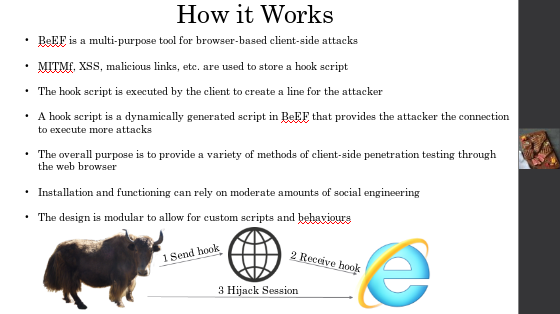 How it Works
• BeEF is a multi-purpose tool for browser-based client-side attacks
• MITMf, XSS, malicious links, etc. are used to store a hook script
• The hook script is executed by the client to create a line for the attacker
• A hook script is a dynamically generated script in BeEF that provides the attacker the connection
to execute more attacks
• The overall purpose is to provide a variety of methods of client-side penetration testing through
the web browser
• Installation and functioning can rely on moderate amounts of social engineering
• The design is modular to allow for custom scripts and behaviours
1 Send hook
2 Receive hook
3 Hijack Session